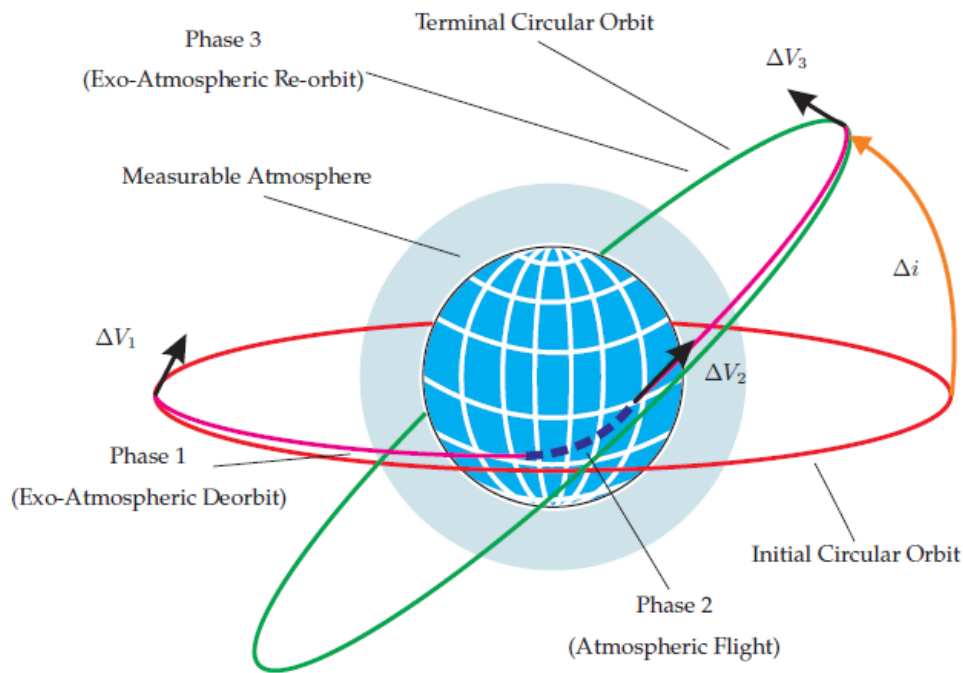 Terminal Circular Orbit
Phase 3
(Exo-Atmospheric Re-orbit)
ΔV₃
Measurable Atmosphere
Δi
ΔV₁
ΔV₂
Phase 1
(Exo-Atmospheric Deorbit)
Initial Circular Orbit
Phase 2
(Atmospheric Flight)